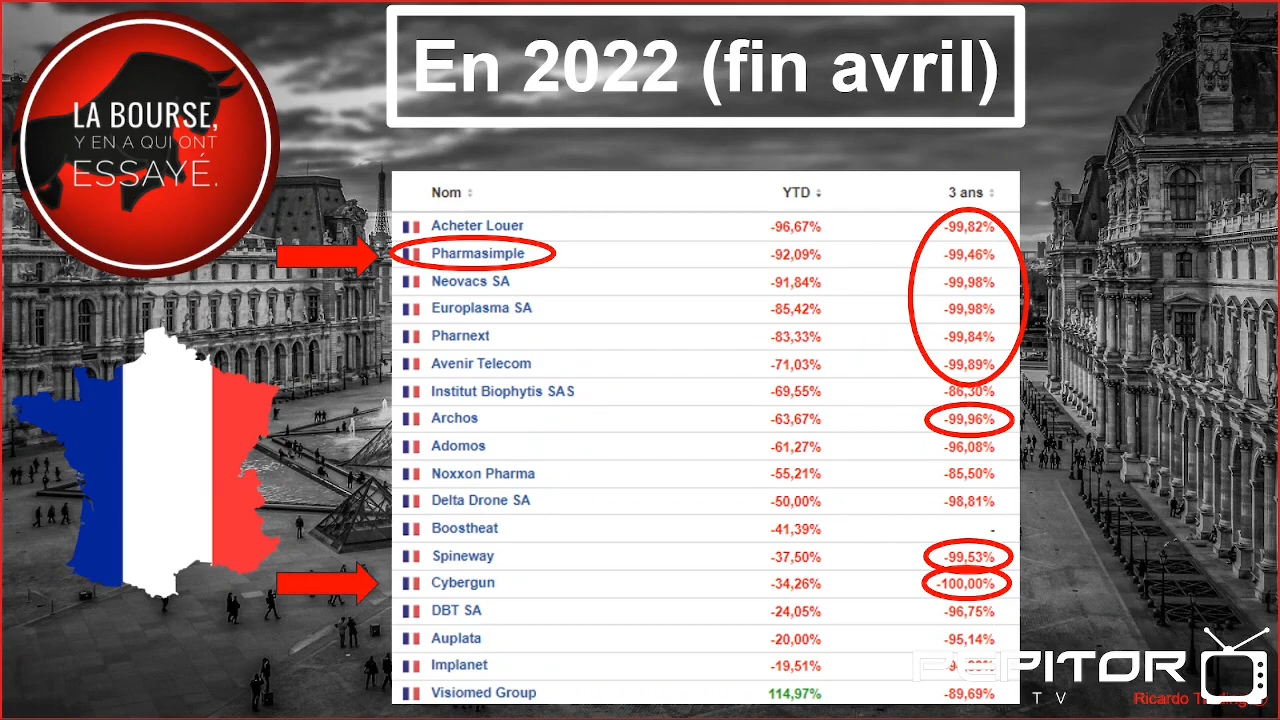 En 2022 (fin avril)
LA BOURSE,
Y EN A QUI ONT
ESSAYÉ.
Nom YTD 3 ans
Acheter Louer -96,67% -99,82%
Pharmasimple -92,09% -99,46%
Neovacs SA -91,84% -99,98%
Europlasma SA -85,42% -99,98%
Pharnext -83,33% -99,84%
Avenir Telecom -71,03% -99,89%
Institut Biophytis SAS -69,55% -86,30%
Archos -63,67% -99,96%
Adomos -61,27% -96,08%
Noxxon Pharma -55,21% -85,50%
Delta Drone SA -50,00% -98,81%
Boostheat -41,39% -
Spineway -37,50% -99,53%
Cybergun -34,26% -100,00%
DBT SA -24,05% -96,75%
Auplata -20,00% -95,14%
Implanet -19,51%
Visiomed Group 114,97% -89,69%
PEPITOR
TV
Ricardo